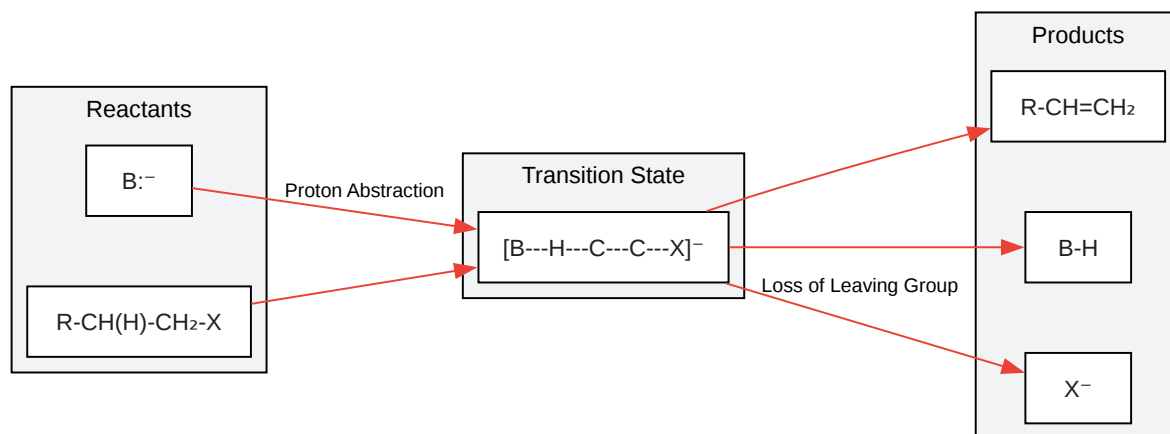 Reactants
B:⁻
R-CH(H)-CH₂-X
Proton Abstraction
Transition State
[B---H---C---C---X]⁻
Loss of Leaving Group
Products
R-CH=CH₂
B-H
X⁻